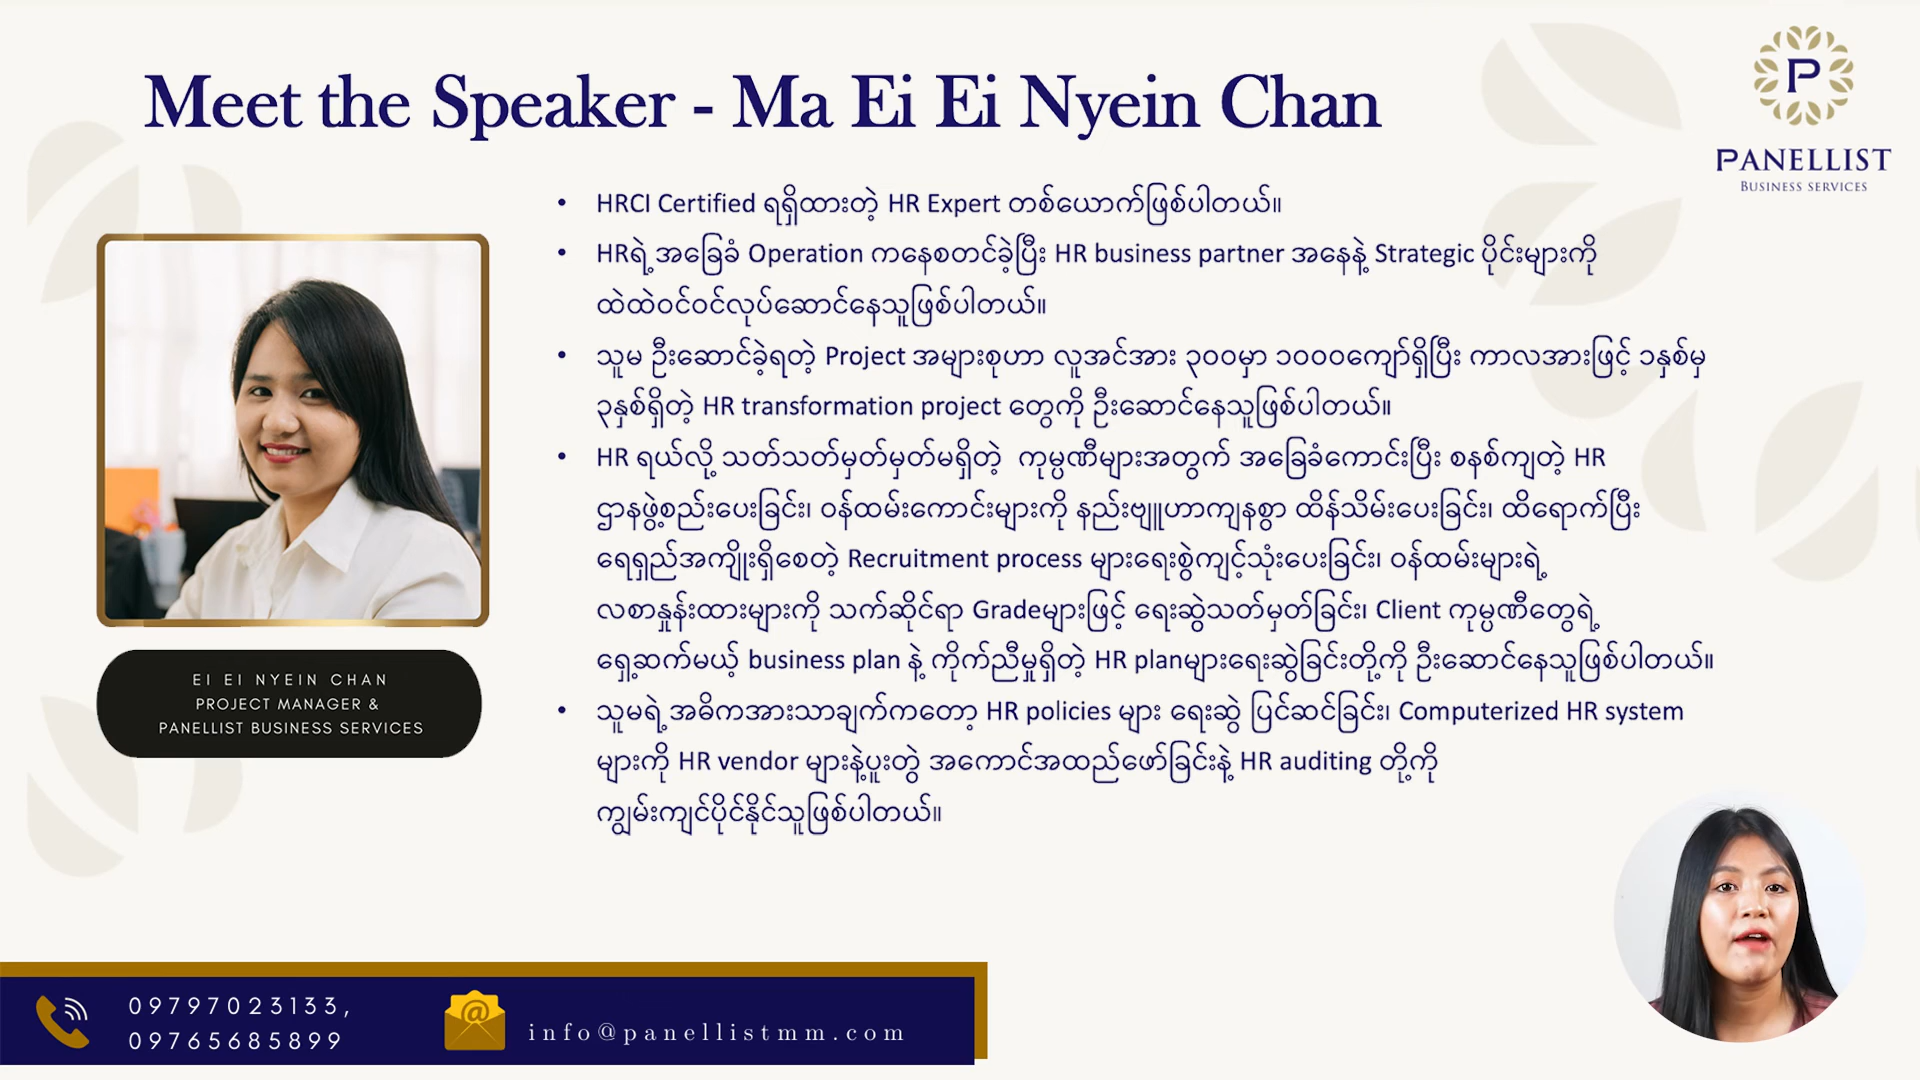 Meet the Speaker - Ma Ei Ei Nyein Chan
P
PANELLIST
BUSINESS SERVICES
• HRCI Certified ရရှိထားတဲ့ HR Expert တစ်ယောက်ဖြစ်ပါတယ်။
• HRရဲ့အခြေခံ Operation ကနေစတင်ခဲ့ပြီး HR business partner အနေနဲ့ Strategic ပိုင်းများကို
ထဲထဲဝင်ဝင်လုပ်ဆောင်နေသူဖြစ်ပါတယ်။
• သူမ ဦးဆောင်ခဲ့ရတဲ့ Project အများစုဟာ လူအင်အား ၃၀၀မှာ ၁၀၀၀ကျော်ရှိပြီး ကာလအားဖြင့် ၁နှစ်မှ
၃နှစ်ရှိတဲ့ HR transformation project တွေကို ဦးဆောင်နေသူဖြစ်ပါတယ်။
• HR ရယ်လို့ သတ်သတ်မှတ်မှတ်မရှိတဲ့ ကုမ္ပဏီများအတွက် အခြေခံကောင်းပြီး စနစ်ကျတဲ့ HR
ဌာနဖွဲ့စည်းပေးခြင်း၊ ဝန်ထမ်းကောင်းများကို နည်းဗျူဟာကျနစွာ ထိန်သိမ်းပေးခြင်း၊ ထိရောက်ပြီး
ရေရှည်အကျိုးရှိစေတဲ့ Recruitment process များရေးစွဲကျင့်သုံးပေးခြင်း၊ ဝန်ထမ်းများရဲ့
လစာနှုန်းထားများကို သက်ဆိုင်ရာ Gradeများဖြင့် ရေးဆွဲသတ်မှတ်ခြင်း၊ Client ကုမ္ပဏီတွေရဲ့
ရှေ့ဆက်မယ့် business plan နဲ့ ကိုက်ညီမှုရှိတဲ့ HR planများရေးဆွဲခြင်းတို့ကို ဦးဆောင်နေသူဖြစ်ပါတယ်။
• သူမရဲ့အဓိကအားသာချက်ကတော့ HR policies များ ရေးဆွဲ ပြင်ဆင်ခြင်း၊ Computerized HR system
များကို HR vendor များနဲ့ပူးတွဲ အကောင်အထည်ဖော်ခြင်းနဲ့ HR auditing တို့ကို
ကျွမ်းကျင်ပိုင်နိုင်သူဖြစ်ပါတယ်။
EI EI NYEIN CHAN
PROJECT MANAGER &
PANELLIST BUSINESS SERVICES
09797023133,
09765685899
info@panellistmm.com